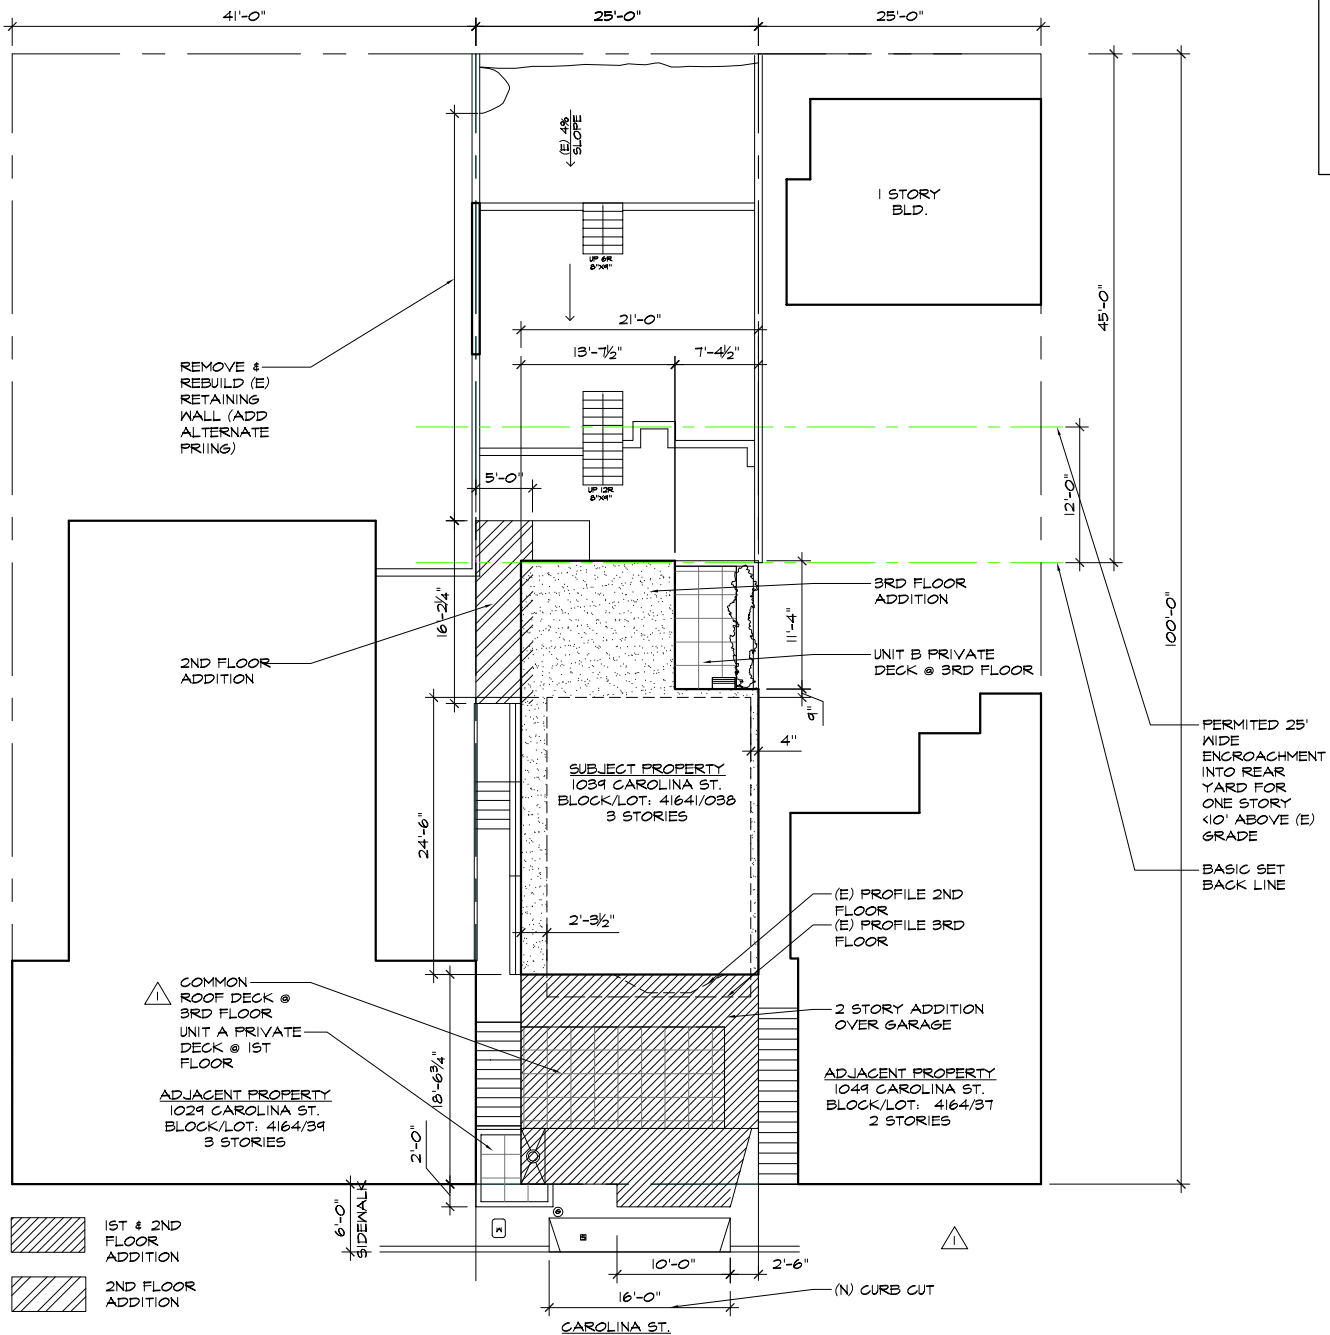 41'-0"
25'-0"
25'-0"
(E) 4%
SLOPE
1 STORY
BLD.
UP 6R
8"X9"
21'-0"
45'-0"
13'-7½"
7'-4½"
REMOVE &
REBUILD (E)
RETAINING
WALL (ADD
ALTERNATE
PRIING)
5'-0"
UP 12R
8"X9"
12'-0"
3RD FLOOR
ADDITION
16'-2¼"
11'-4"
100'-0"
UNIT B PRIVATE
DECK @ 3RD FLOOR
2ND FLOOR
ADDITION
9"
4"
PERMITED 25'
WIDE
ENCROACHMENT
INTO REAR
YARD FOR
ONE STORY
<10' ABOVE (E)
GRADE
SUBJECT PROPERTY
1039 CAROLINA ST.
BLOCK/LOT: 41641/038
3 STORIES
24'-6"
BASIC SET
BACK LINE
(E) PROFILE 2ND
FLOOR
(E) PROFILE 3RD
FLOOR
2'-3½"
1
COMMON
ROOF DECK @
3RD FLOOR
UNIT A PRIVATE
DECK @ 1ST
FLOOR
2 STORY ADDITION
OVER GARAGE
18'-6¾"
ADJACENT PROPERTY
1029 CAROLINA ST.
BLOCK/LOT: 4164/39
3 STORIES
ADJACENT PROPERTY
1049 CAROLINA ST.
BLOCK/LOT: 4164/37
2 STORIES
2'-0"
6'-0"
SIDEWALK
1ST & 2ND
FLOOR
ADDITION
1
10'-0"
2'-6"
2ND FLOOR
ADDITION
16'-0"
(N) CURB CUT
CAROLINA ST.